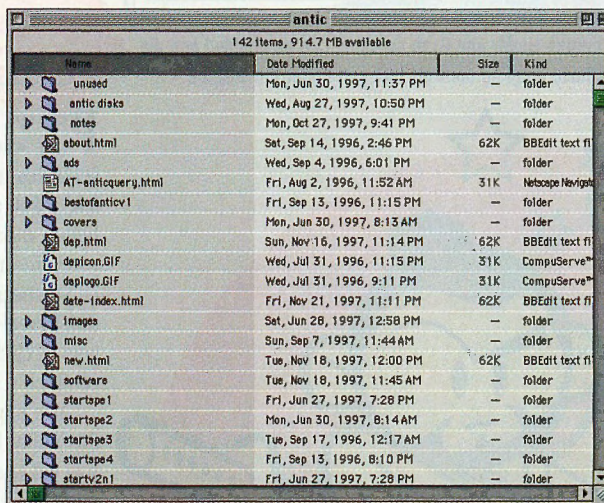 antic
142 items, 914.7 MB available
Name Date Modified Size Kind
unused Mon, Jun 30, 1997, 11:37 PM — folder
antic disks Wed, Aug 27, 1997, 10:50 PM — folder
notes Mon, Oct 27, 1997, 9:41 PM — folder
about.html Sat, Sep 14, 1996, 2:46 PM 62K BBEdit text fi
ads Wed, Sep 4, 1996, 6:01 PM — folder
AT-anticquery.html Fri, Aug 2, 1996, 11:52 AM 31K Netscape Navigato
bestofanticv1 Fri, Sep 13, 1996, 11:15 PM — folder
covers Mon, Jun 30, 1997, 8:13 AM — folder
dap.html Sun, Nov 16, 1997, 11:14 PM 62K BBEdit text fi
dapicon.GIF Wed, Jul 31, 1996, 11:15 PM 31K CompuServe™
daplogo.GIF Wed, Jul 31, 1996, 9:11 PM 31K CompuServe™
date-index.html Fri, Nov 21, 1997, 11:11 PM 62K BBEdit text fi
images Sat, Jun 28, 1997, 12:58 PM — folder
misc Sun, Sep 7, 1997, 11:44 AM — folder
new.html Tue, Nov 18, 1997, 12:00 PM 62K BBEdit text fi
software Tue, Nov 18, 1997, 11:45 AM — folder
startspe1 Fri, Jun 27, 1997, 7:28 PM — folder
startspe2 Mon, Jun 30, 1997, 8:14 AM — folder
startspe3 Tue, Sep 17, 1996, 12:17 AM — folder
startspe4 Fri, Sep 13, 1996, 8:10 PM — folder
startv2n1 Fri, Jun 27, 1997, 7:28 PM — folder